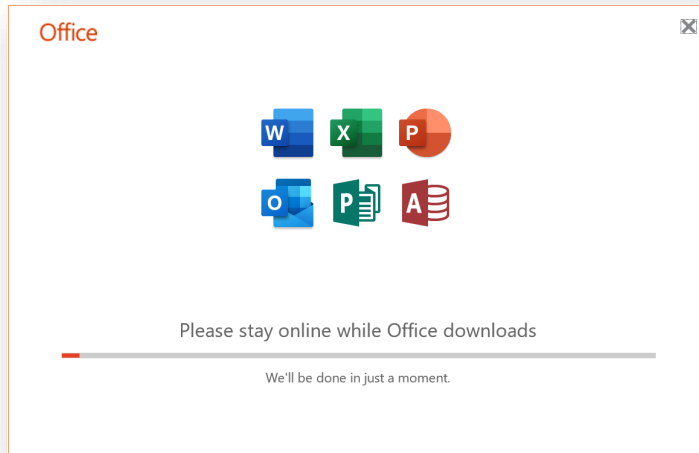 Office
W X P
O P A
Please stay online while Office downloads
We'll be done in just a moment.